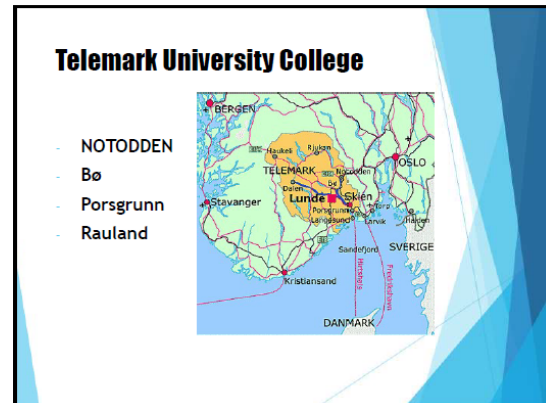 Telemark University College
- NOTODDEN
- Bø
- Porsgrunn
- Rauland
BERGEN
Haukeli
Rjukan
OSLO
TELEMARK
Notodden
Bø
Dalen
Lunde
Skien
Stavanger
Porsgrunn
Langesund
Larvik
Halden
Sandefjord
SVERIGE
Hirtshals
Kristiansand
DANMARK